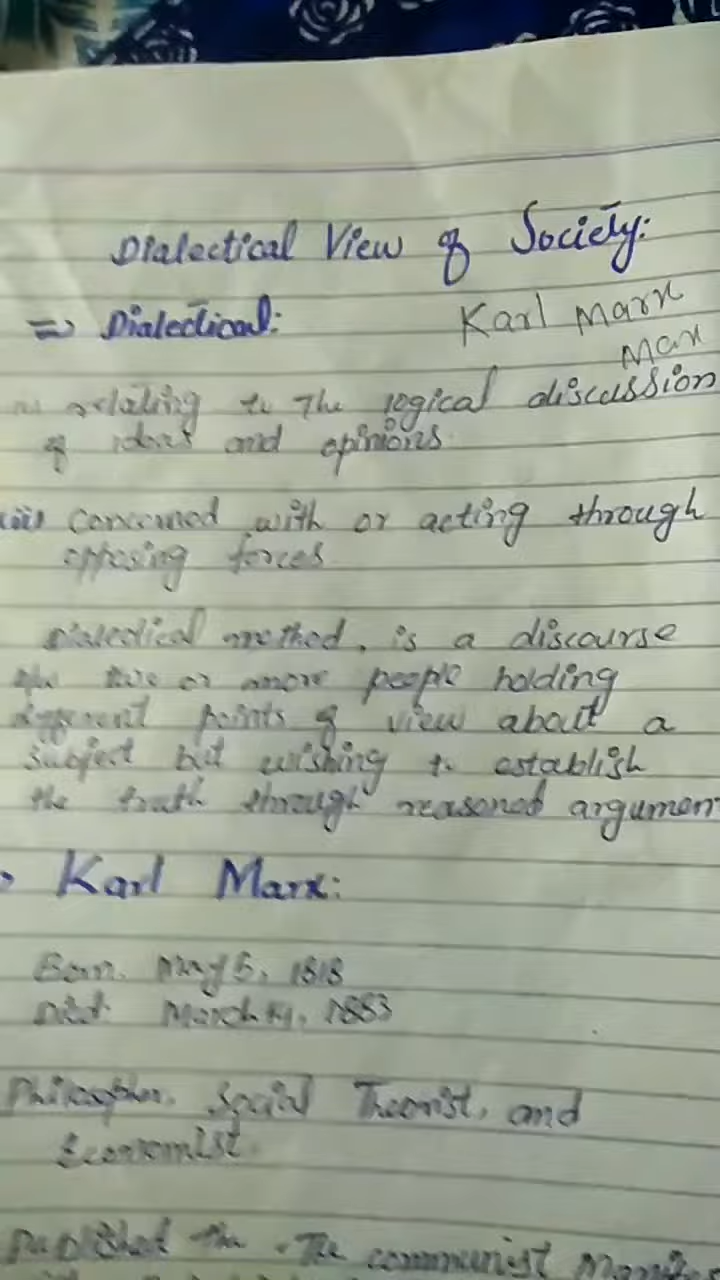 Dialectical View of Society:
=> Dialectical: Karl Marx
Max
relating to The logical discussion
of ideas and opinions.
(ii) concerned with or acting through
opposing forces
Dialectical method, is a discourse
two or more people holding
different points of view about a
subject but wishing to establish
the truth through reasoned argumen
Karl Marx:
Born. May 5, 1818
Died: March 14, 1883
Philosopher, Social Theorist, and
Economist.
Published the "The communist